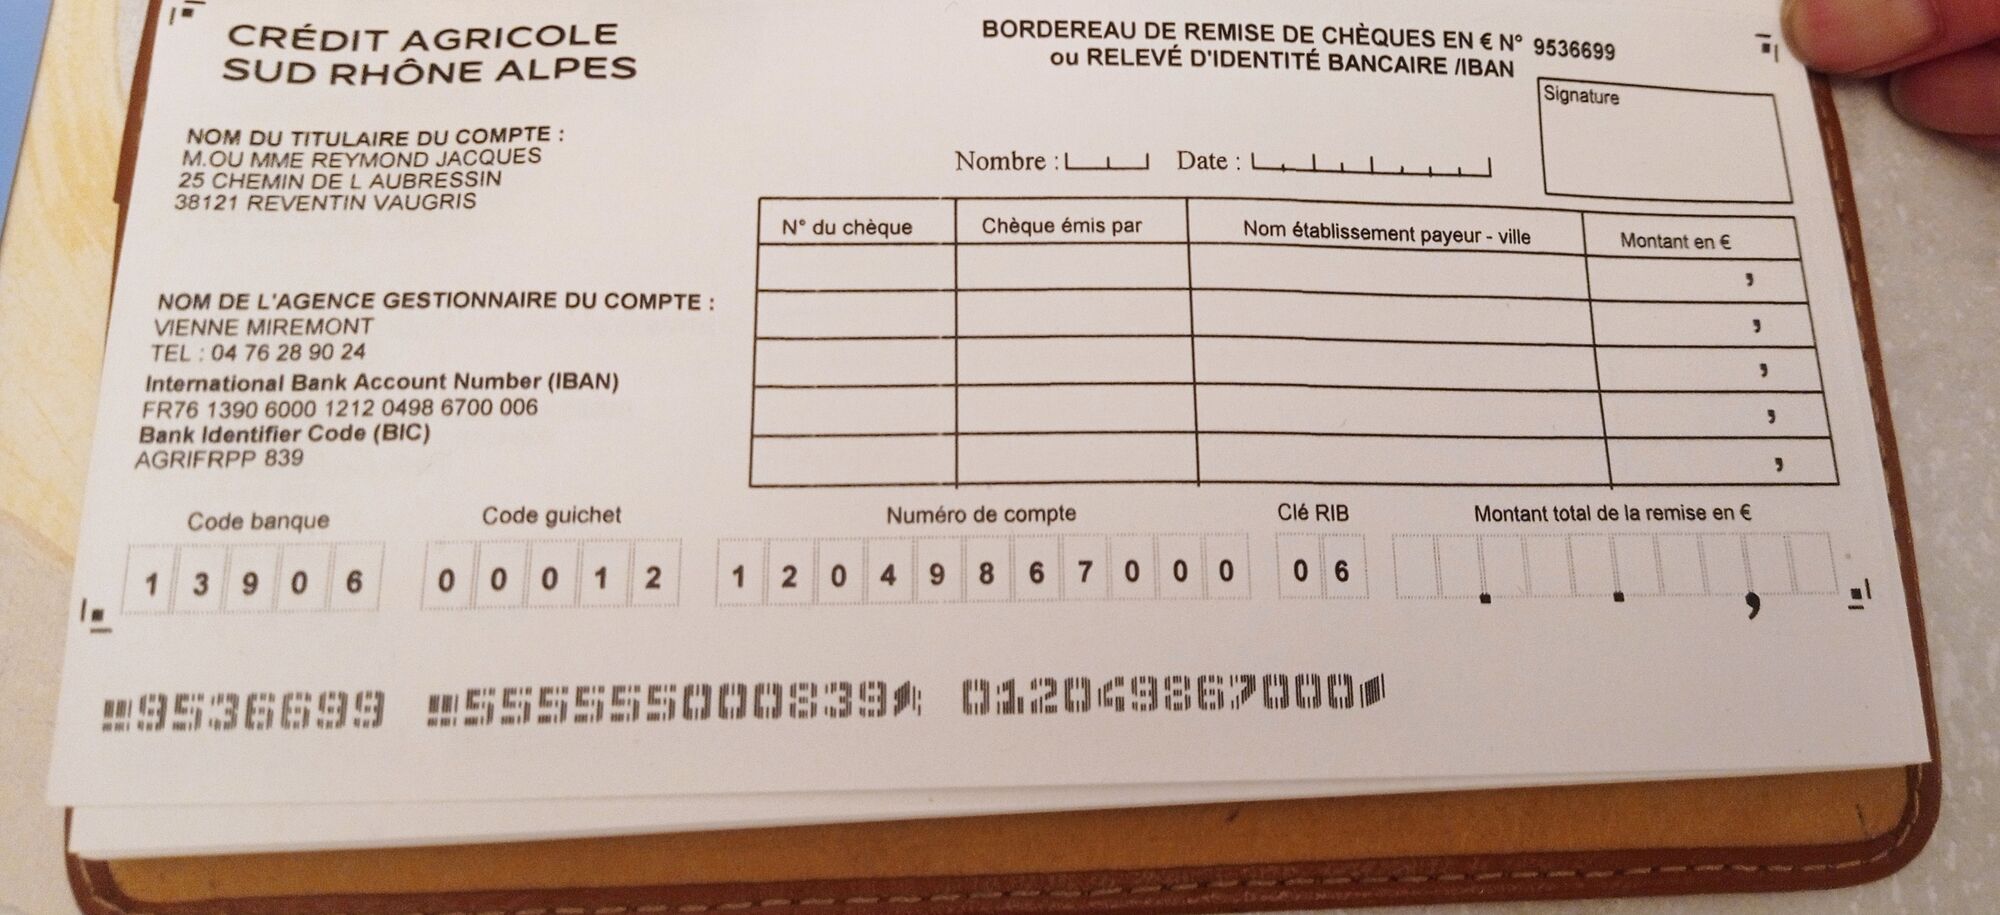 CRÉDIT AGRICOLE
SUD RHÔNE ALPES
BORDEREAU DE REMISE DE CHÈQUES EN € N° 9536699
ou RELEVÉ D'IDENTITÉ BANCAIRE /IBAN
Signature
NOM DU TITULAIRE DU COMPTE :
M.OU MME REYMOND JACQUES
25 CHEMIN DE L AUBRESSIN
38121 REVENTIN VAUGRIS
Nombre : Date :
N° du chèque Chèque émis par Nom établissement payeur - ville Montant en €
,
,
,
,
,
NOM DE L'AGENCE GESTIONNAIRE DU COMPTE :
VIENNE MIREMONT
TEL : 04 76 28 90 24
International Bank Account Number (IBAN)
FR76 1390 6000 1212 0498 6700 006
Bank Identifier Code (BIC)
AGRIFRPP 839
Code banque Code guichet Numéro de compte Clé RIB Montant total de la remise en €
1 3 9 0 6 0 0 0 1 2 1 2 0 4 9 8 6 7 0 0 0 0 6 . . ,
9536699 555555000839 012049867000